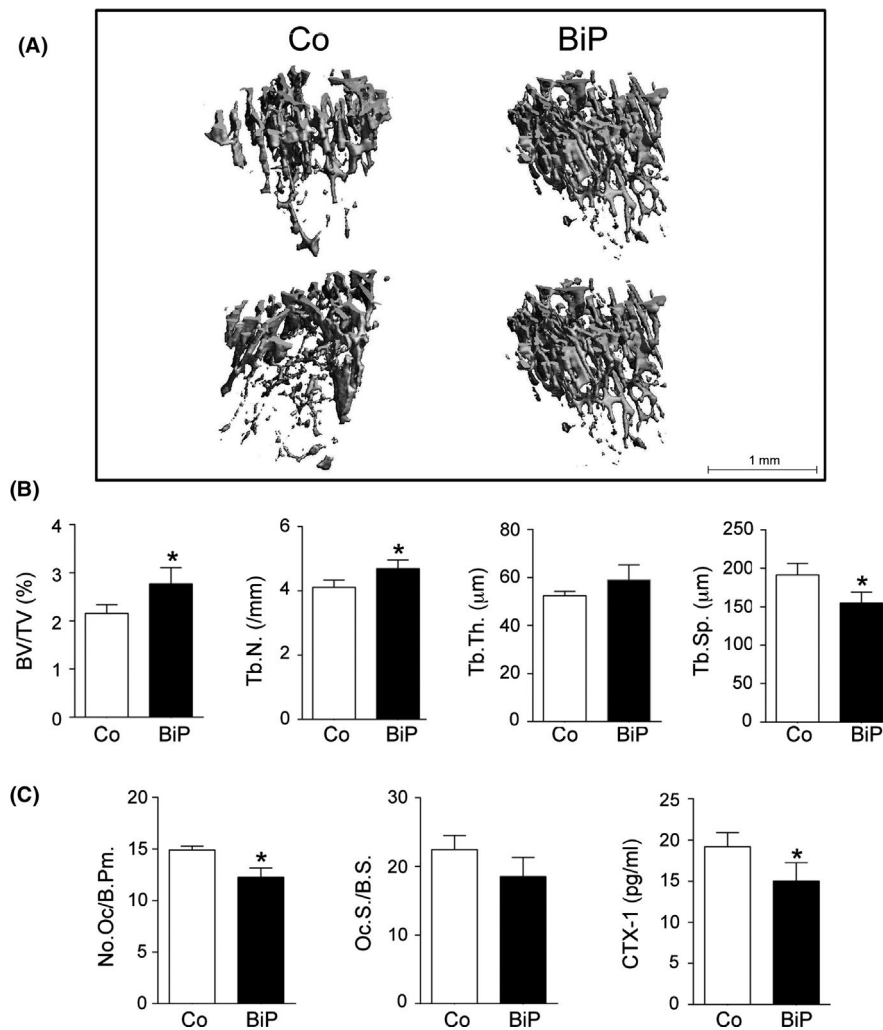 (A)
Co BiP
1 mm
(B)
BV/TV (%)
4
3
2
1
0
Co BiP
*
Tb.N. (/mm)
6
4
2
0
Co BiP
*
Tb.Th. (μm)
80
60
40
20
0
Co BiP
Tb.Sp. (μm)
250
200
150
100
50
0
Co BiP
*
(C)
No.Oc/B.Pm.
20
15
10
5
0
Co BiP
*
Oc.S./B.S.
30
20
10
0
Co BiP
CTX-1 (pg/ml)
25
20
15
10
5
0
Co BiP
*